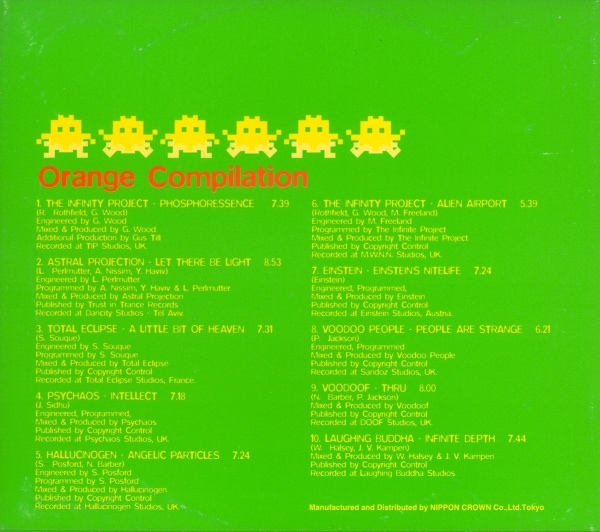 Orange Compilation
1. THE INFINITY PROJECT · PHOSPHORESSENCE 7.39
(R. Rothfield, G. Wood)
Engineered by G. Wood
Mixed & Produced by G. Wood
Additional Production by Gus Till
Recorded at TIP Studios, UK.
2. ASTRAL PROJECTION · LET THERE BE LIGHT 8.53
(L. Perlmutter, A. Nissim, Y. Haviv)
Engineered by L. Perlmutter
Programmed by A. Nissim, Y. Haviv & L. Perlmutter
Mixed & Produced by Astral Projection
Published by Trust in Trance Records
Recorded at Daricity Studios - Tel Aviv.
3. TOTAL ECLIPSE · A LITTLE BIT OF HEAVEN 7.31
(S. Souque)
Engineered by S. Souque
Programmed by S. Souque
Mixed & Produced by Total Eclipse
Published by Copyright Control
Recorded at Total Eclipse Studios, France.
4. PSYCHAOS · INTELLECT 7.18
(J. Sidhu)
Engineered, Programmed,
Mixed & Produced by Psychaos
Published by Copyright Control
Recorded at Psychaos Studios, UK.
5. HALLUCINOGEN · ANGELIC PARTICLES 7.24
(S. Posford, N. Barber)
Engineered by S. Posford
Programmed by S. Posford
Mixed & Produced by Hallucinogen
Published by Copyright Control
Recorded at Hallucinogen Studios, UK.
6. THE INFINITY PROJECT · ALIEN AIRPORT 5.39
(Rothfield, G. Wood, M. Freeland)
Engineered by M. Freeland
Programmed by The Infinite Project
Mixed & Produced by The Infinite Project
Published by Copyright Control
Recorded at M.W.N.N. Studios, UK.
7. EINSTEIN · EINSTEINS NITELIFE 7.24
(Einstein)
Engineered, Programmed,
Mixed & Produced by Einstein
Published by Copyright Control
Recorded at Einstein Studios, Austria.
8. VOODOO PEOPLE · PEOPLE ARE STRANGE 6.21
(P. Jackson)
Engineered, Programmed
Mixed & Produced by Voodoo People
Published by Copyright Control
Recorded at Sandoz Studios, UK.
9. VOODOOF · THRU 8.00
(N. Barber, P. Jackson)
Mixed & Produced by Voodoof
Published by Copyright Control
Recorded at DOOF Studios, UK.
10. LAUGHING BUDDHA · INFINITE DEPTH 7.44
(W. Halsey, J. V. Kampen)
Mixed & Produced by W. Halsey & J. V. Kampen
Published by Copyright Control
Recorded at Laughing Buddha Studios
Manufactured and Distributed by NIPPON CROWN Co.,Ltd.Tokyo